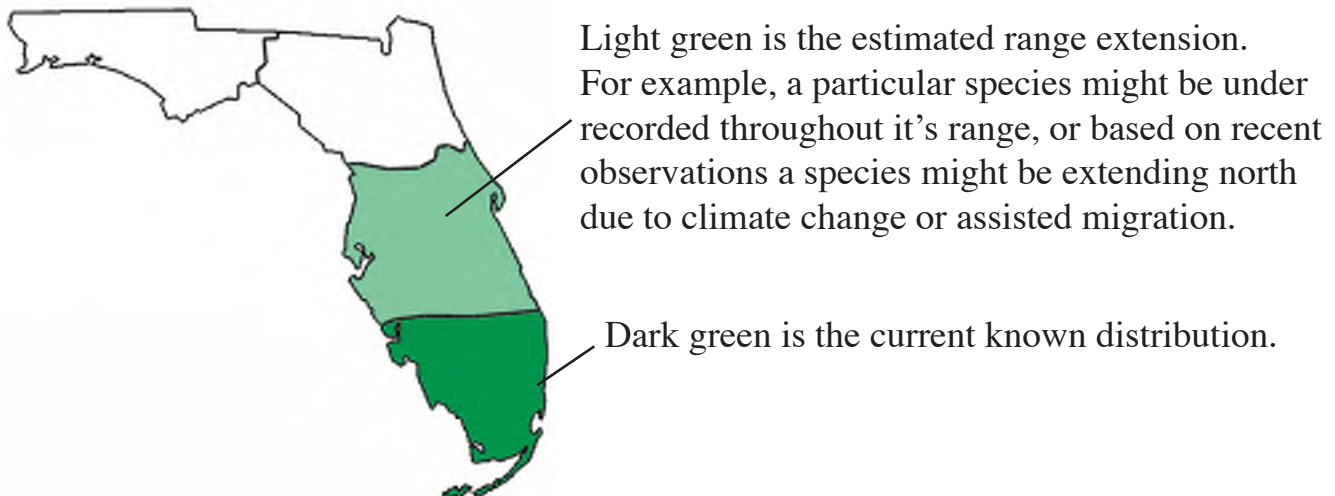 Light green is the estimated range extension.
For example, a particular species might be under
recorded throughout it's range, or based on recent
observations a species might be extending north
due to climate change or assisted migration.
Dark green is the current known distribution.